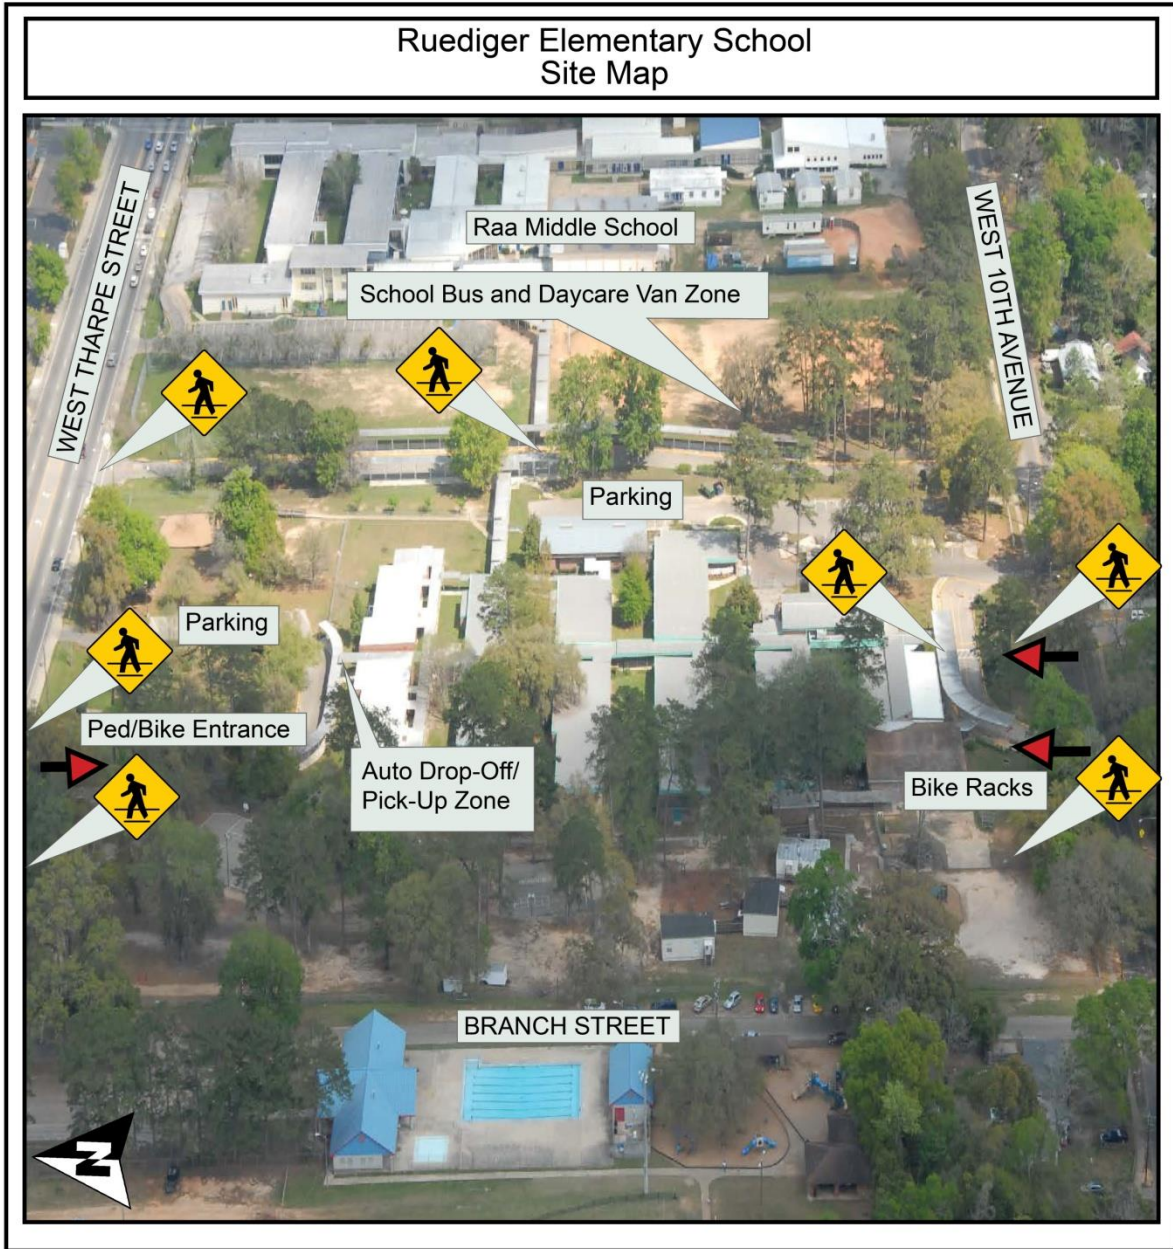 Ruediger Elementary School
Site Map
WEST THARPE STREET
WEST 10TH AVENUE
Raa Middle School
School Bus and Daycare Van Zone
Parking
Parking
Ped/Bike Entrance
Auto Drop-Off/
Pick-Up Zone
Bike Racks
BRANCH STREET
N